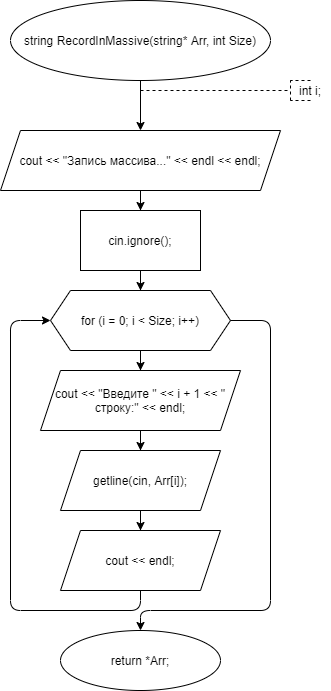 string RecordInMassive(string* Arr, int Size)
int i;
cout << "Запись массива..." << endl << endl;
cin.ignore();
for (i = 0; i < Size; i++)
cout << "Введите " << i + 1 << "
строку:" << endl;
getline(cin, Arr[i]);
cout << endl;
return *Arr;